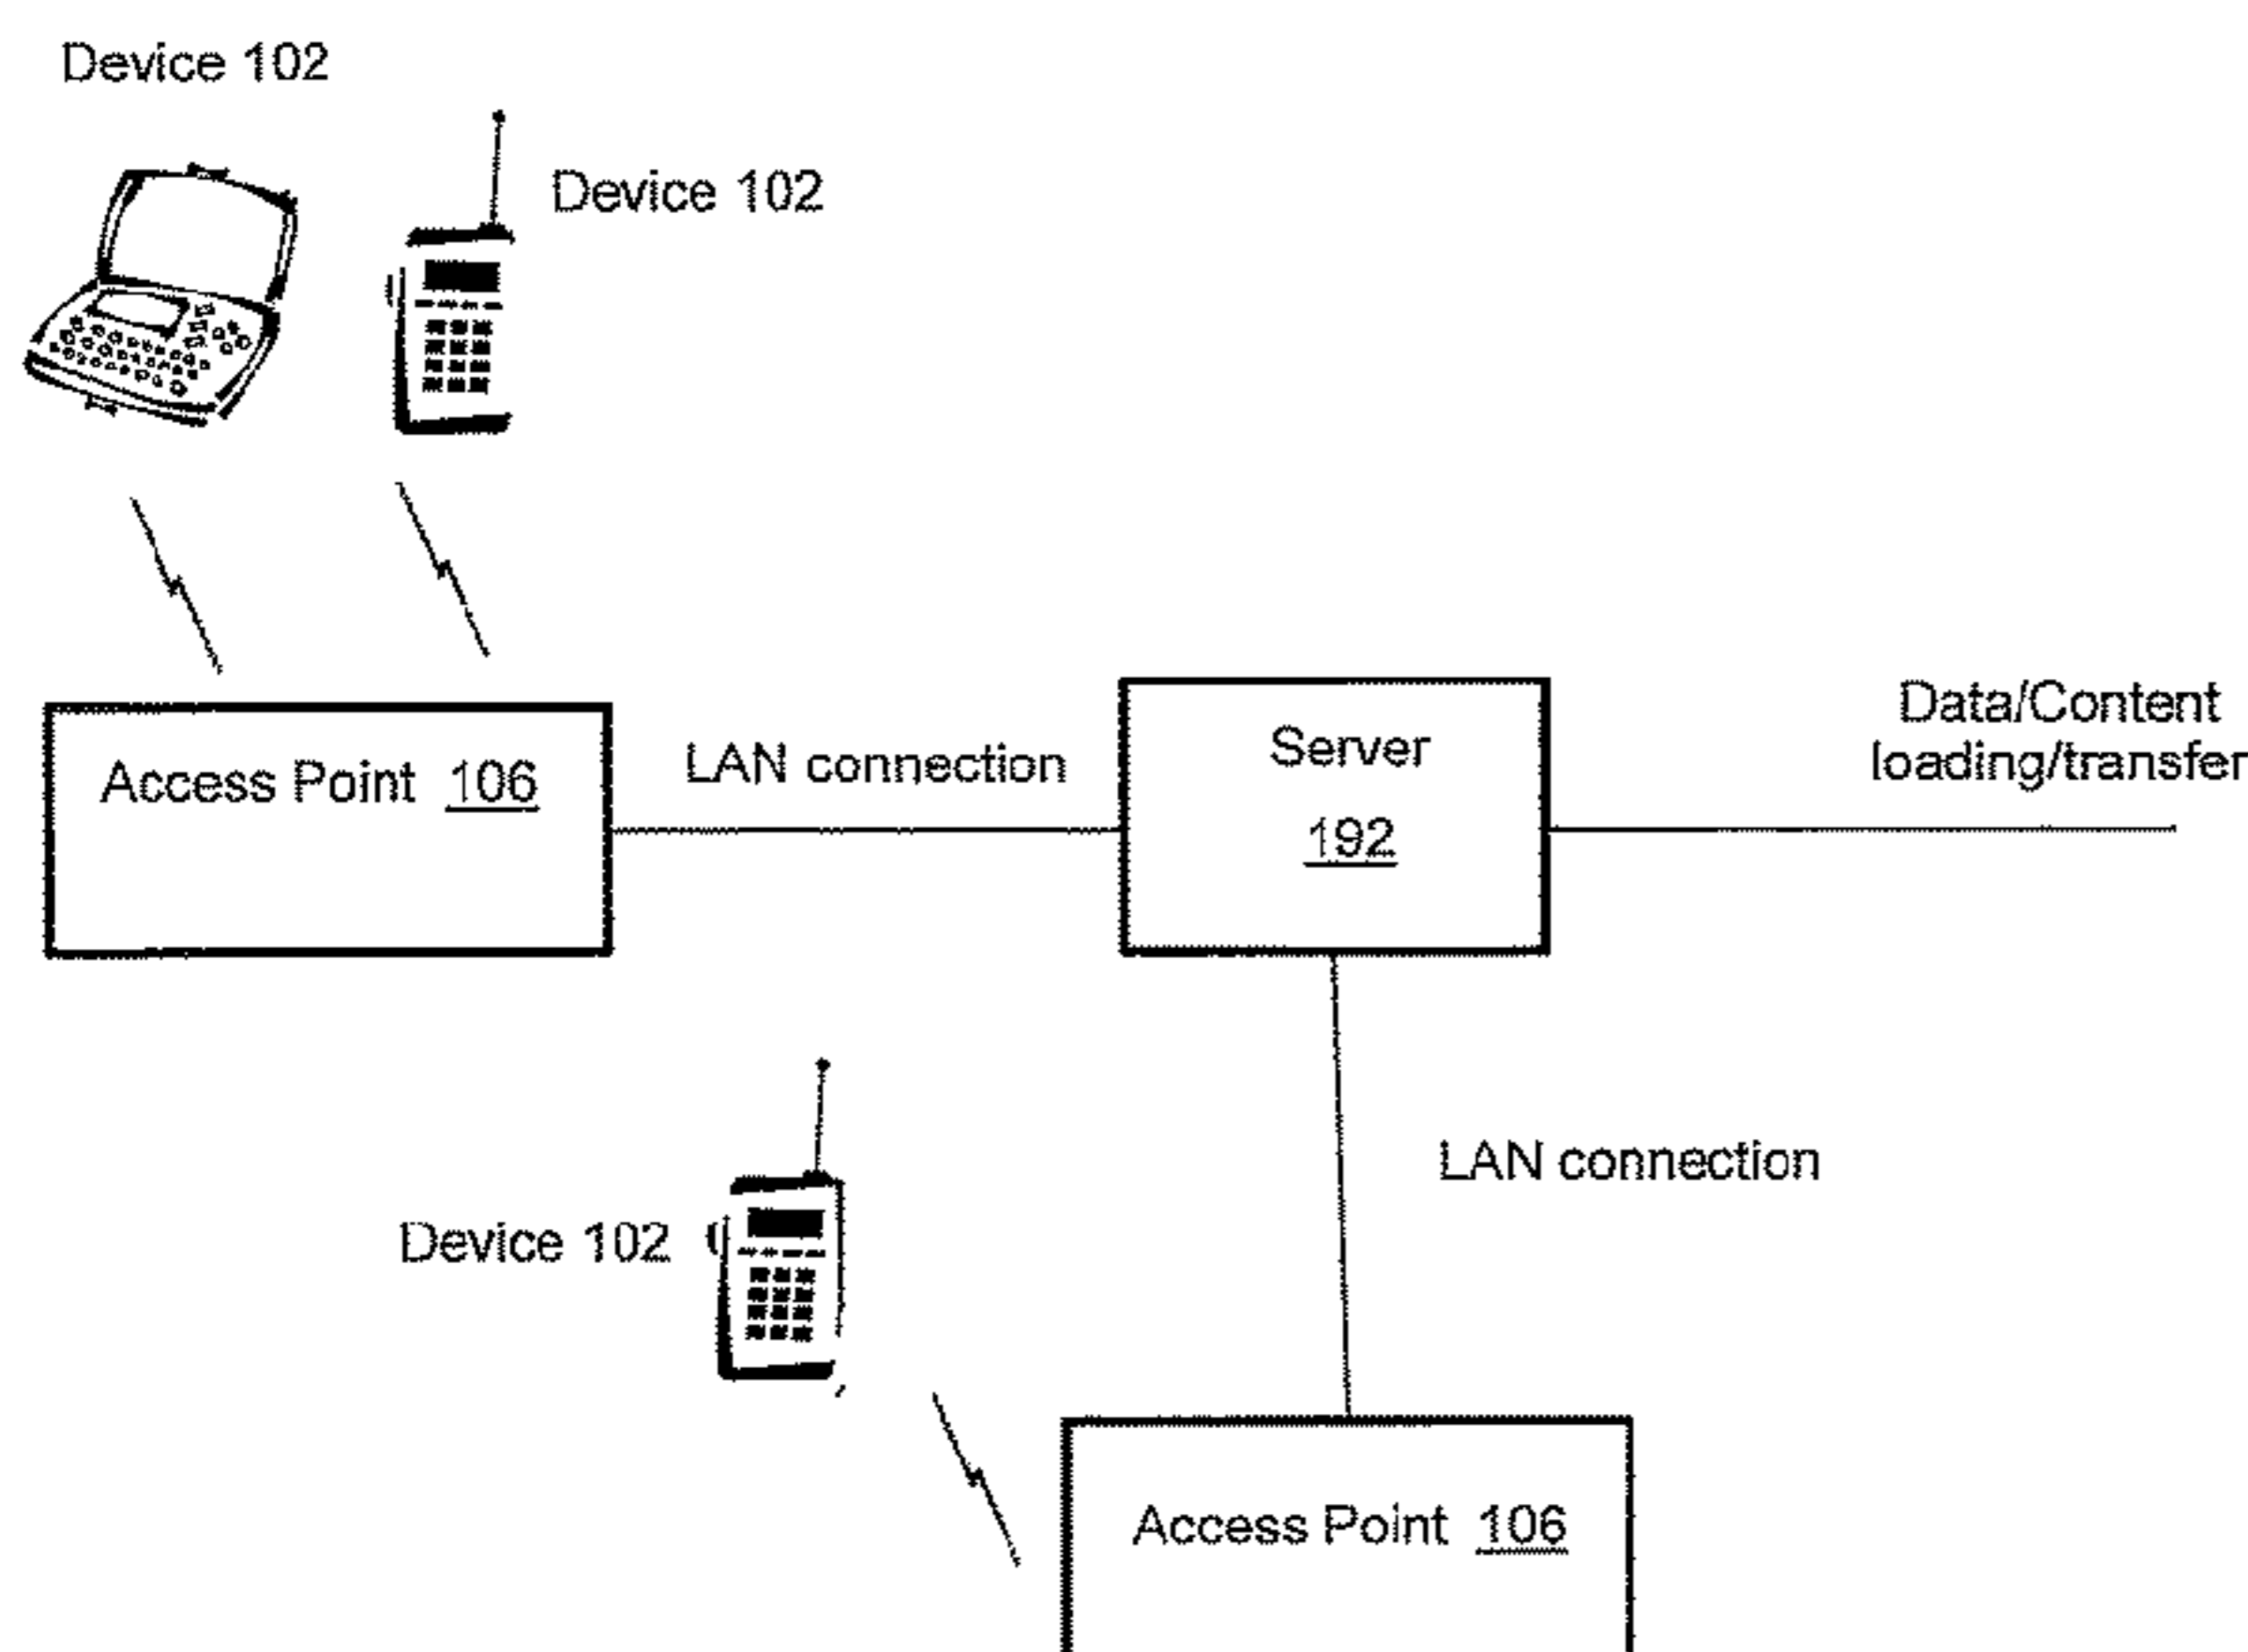 Device 102
Device 102
Access Point 106
LAN connection
Server
192
Data/Content
loading/transfer
Device 102
LAN connection
Access Point 106